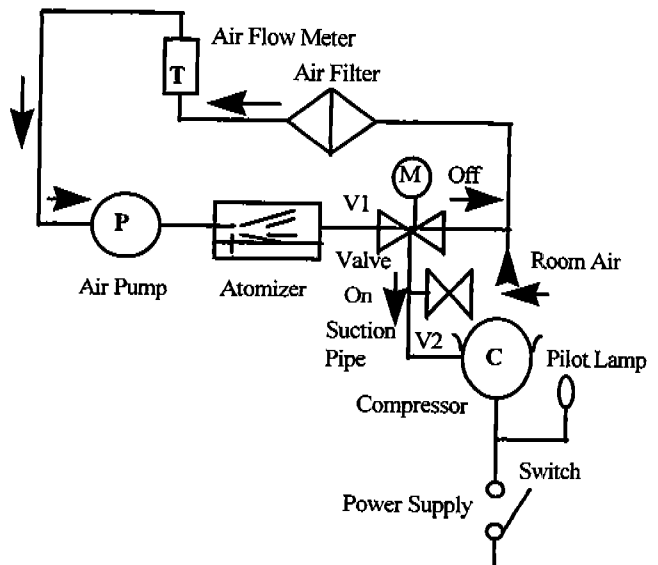 Air Flow Meter
T
Air Filter
M
Off
V1
P
Valve
Room Air
Air Pump
Atomizer
On
Suction
Pipe
V2
C
Pilot Lamp
Compressor
Switch
Power Supply